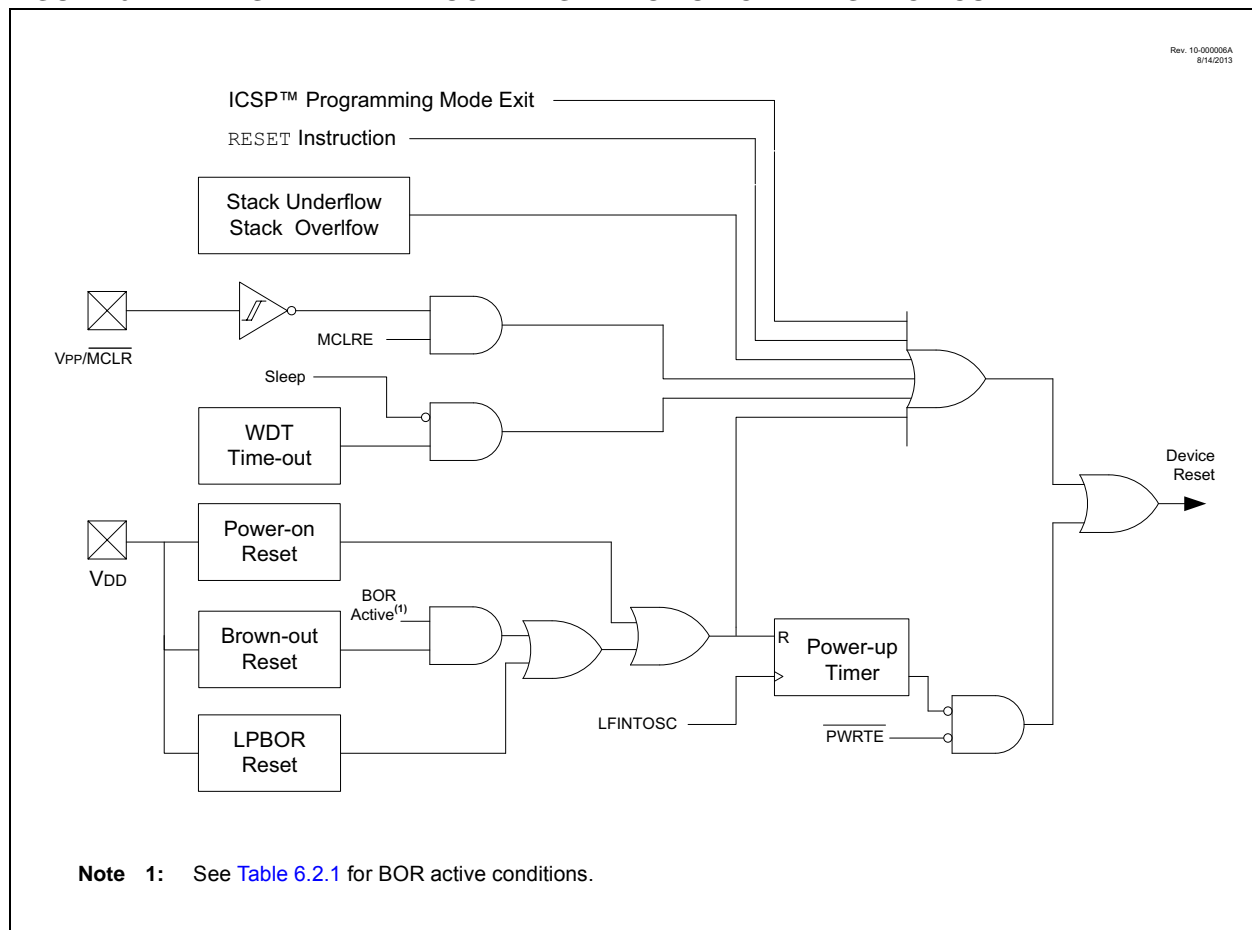 Rev. 10-000006A
8/14/2013
ICSP™ Programming Mode Exit
RESET Instruction
Stack Underflow
Stack Overlfow
VPP/MCLR
MCLRE
Sleep
WDT
Time-out
Device
Reset
VDD
Power-on
Reset
BOR
Active(1)
Brown-out
Reset
R
Power-up
Timer
LFINTOSC
PWRTE
LPBOR
Reset
Note 1: See Table 6.2.1 for BOR active conditions.